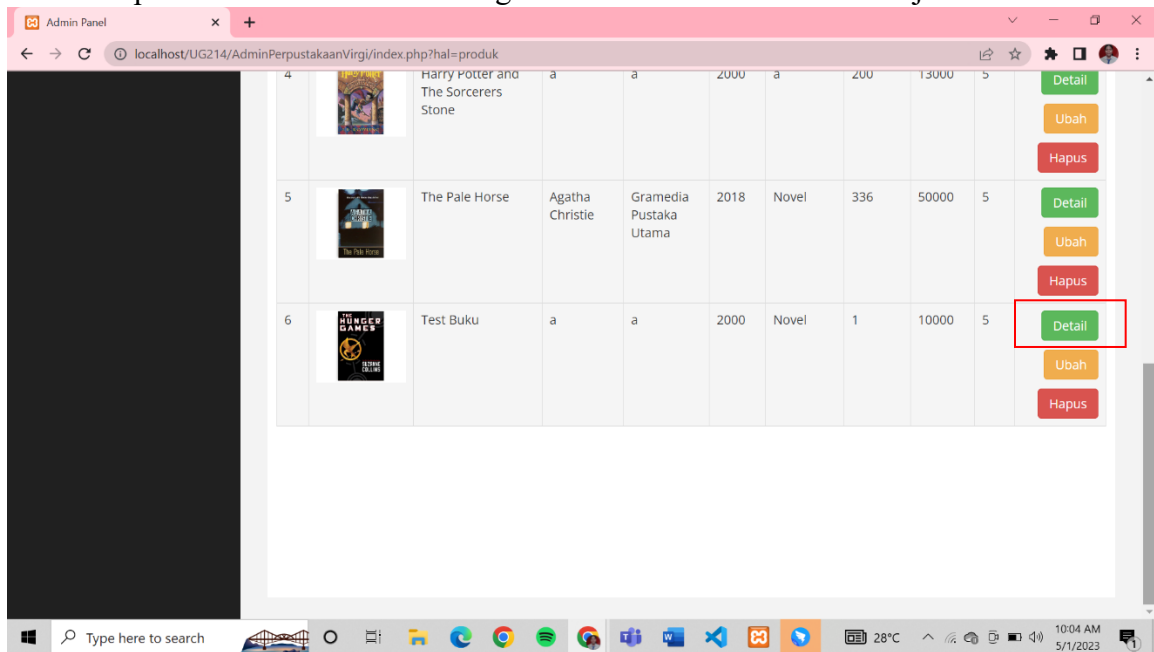 Admin Panel
localhost/UG214/AdminPerpustakaanVirgi/index.php?hal=produk
4 Harry Potter and a a 2000 a 200 13000 5 Detail
The Sorcerers
Stone
Ubah
Hapus
5 The Pale Horse Agatha Gramedia 2018 Novel 336 50000 5 Detail
Christie Pustaka
Utama
The Pale Horse
Ubah
Hapus
6 Test Buku a a 2000 Novel 1 10000 5 Detail
THE
HUNGER
GAMES
SUZANNE
COLLINS
Ubah
Hapus
Type here to search
28°C
10:04 AM
5/1/2023